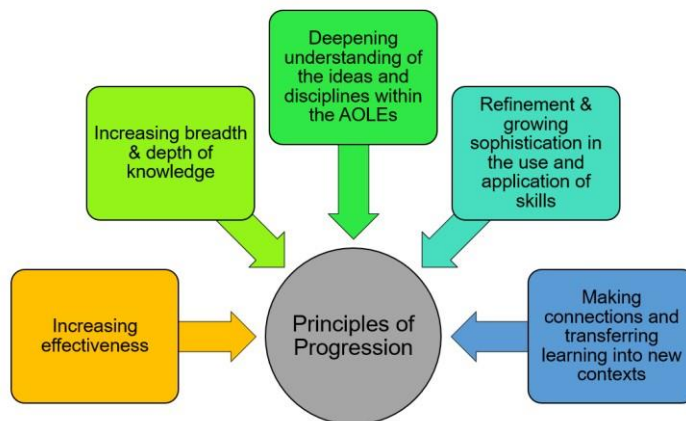 Deepening
understanding of
the ideas and
disciplines within
the AOLEs
Increasing breadth
& depth of
knowledge
Refinement &
growing
sophistication in
the use and
application of
skills
Increasing
effectiveness
Principles of
Progression
Making
connections and
transferring
learning into new
contexts